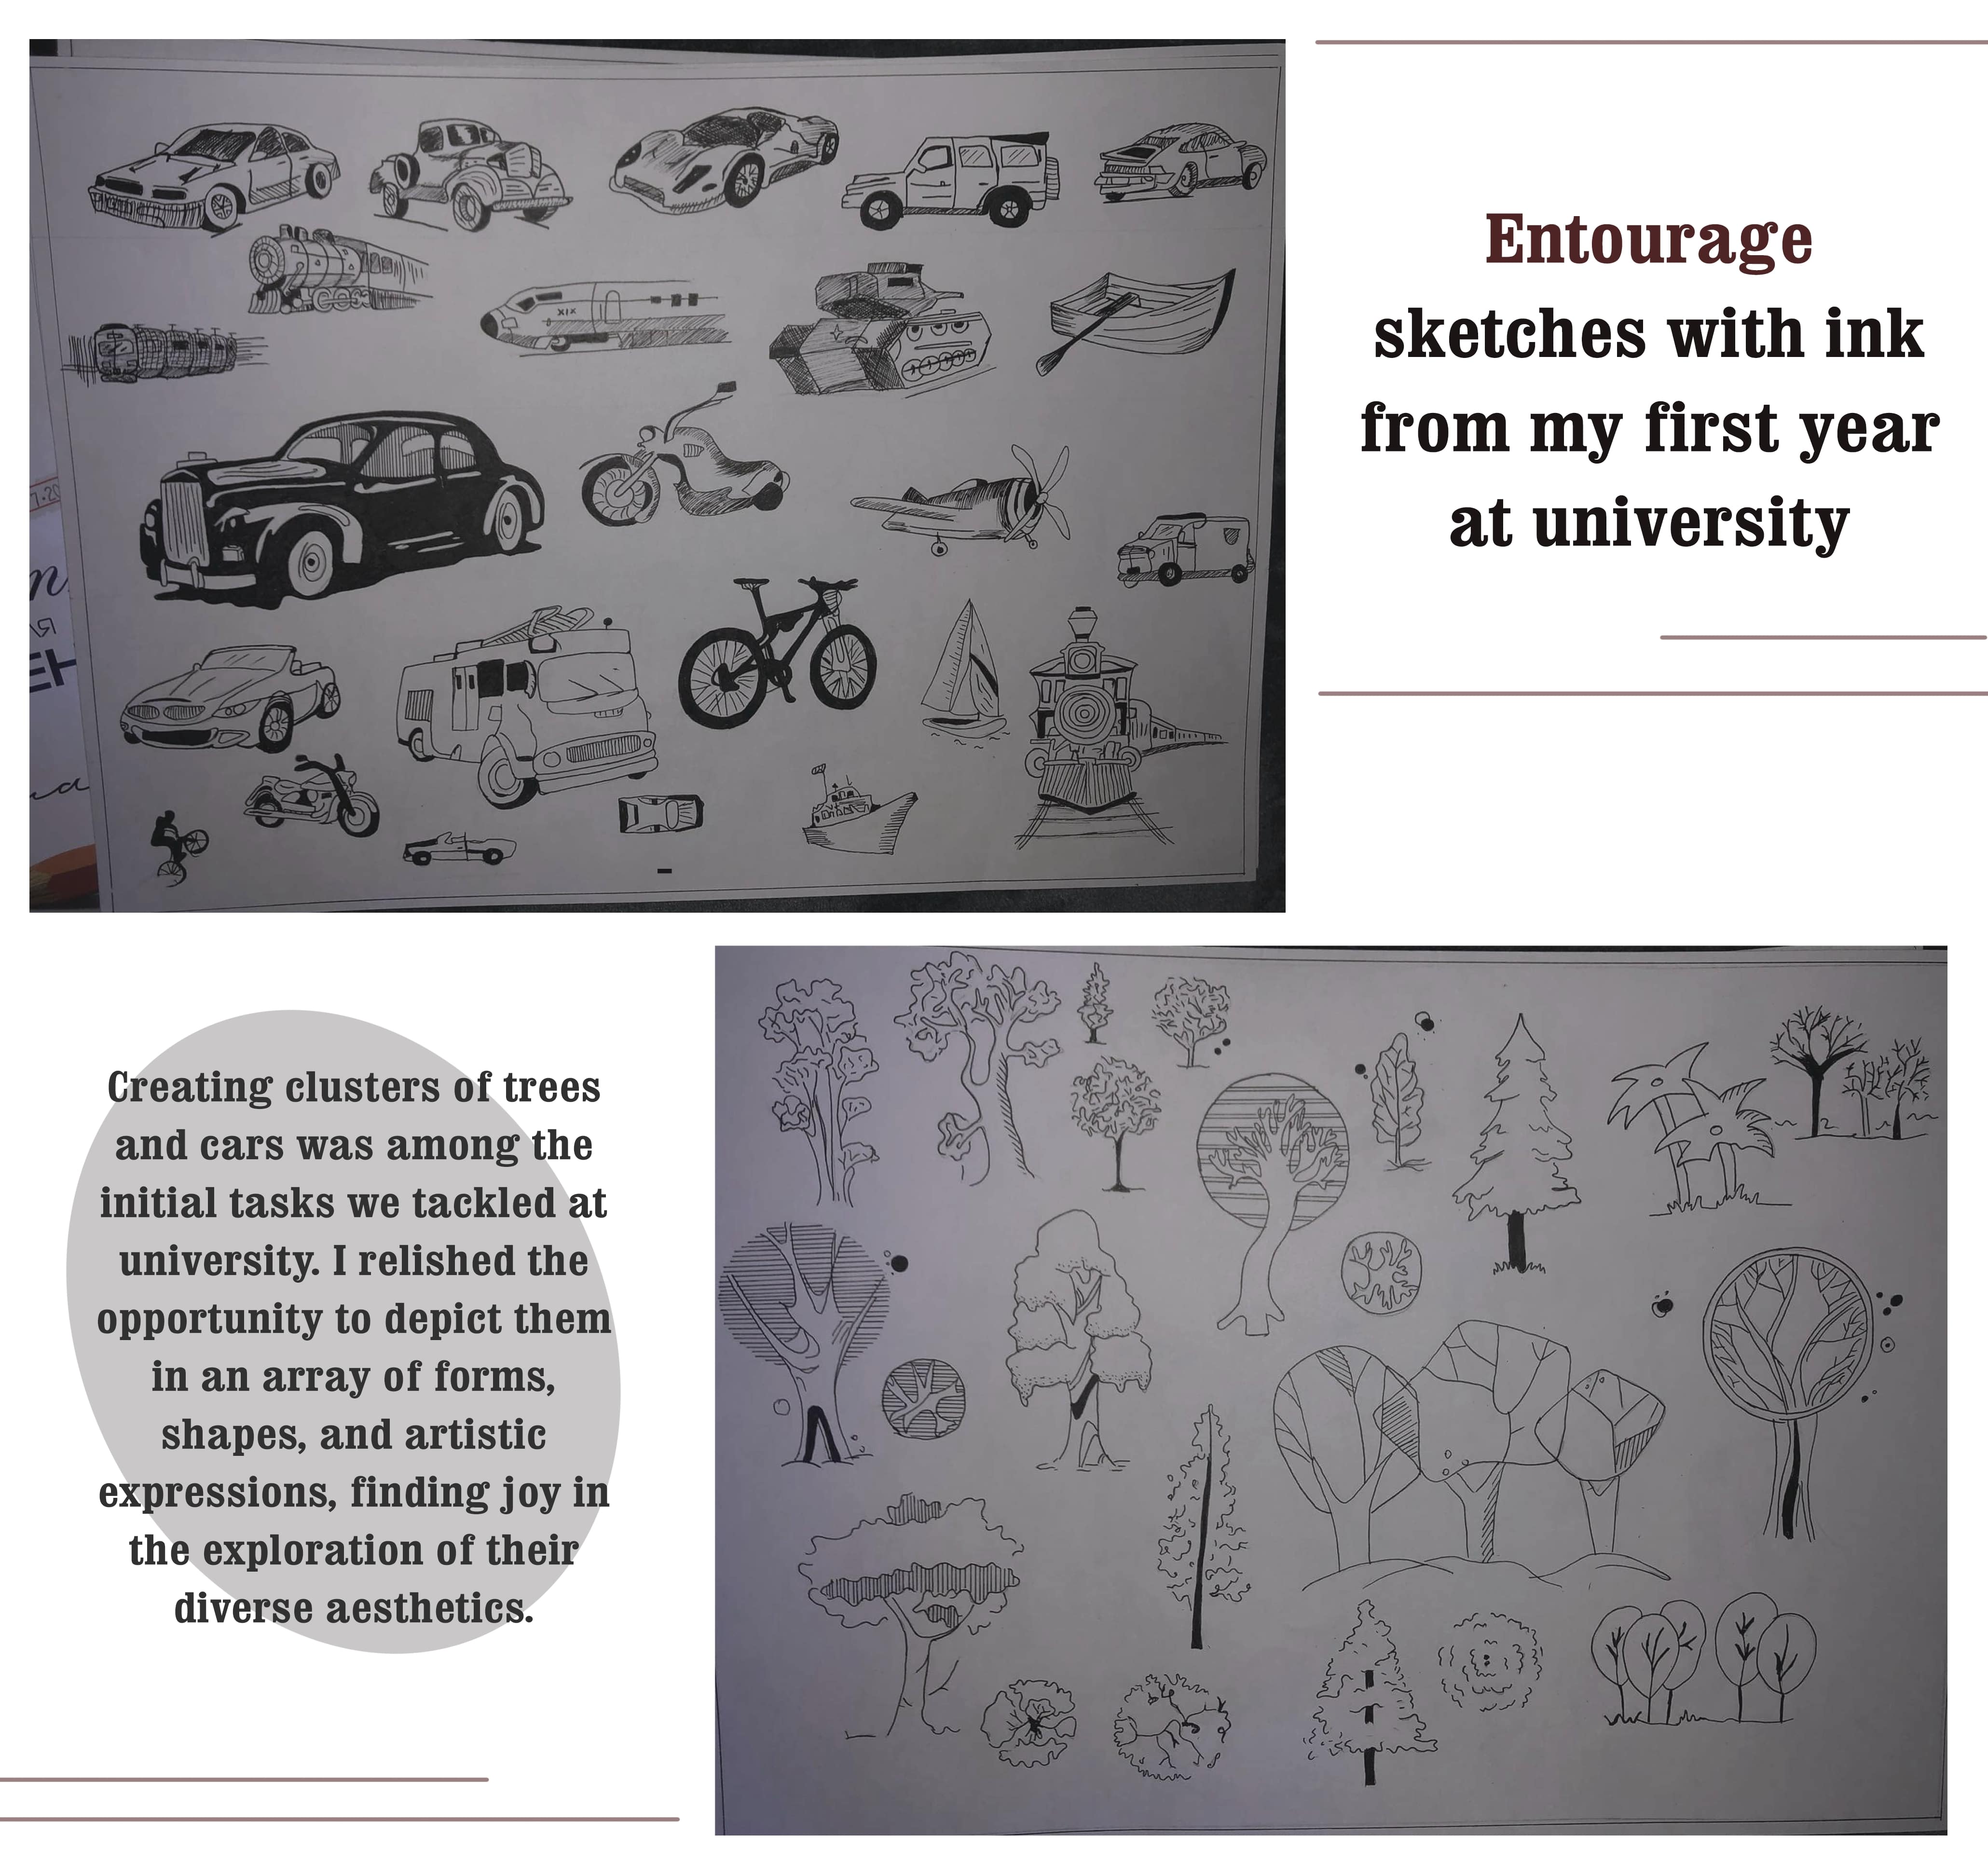 Entourage
sketches with ink
from my first year
at university
XIX
Creating clusters of trees
and cars was among the
initial tasks we tackled at
university. I relished the
opportunity to depict them
in an array of forms,
shapes, and artistic
expressions, finding joy in
the exploration of their
diverse aesthetics.